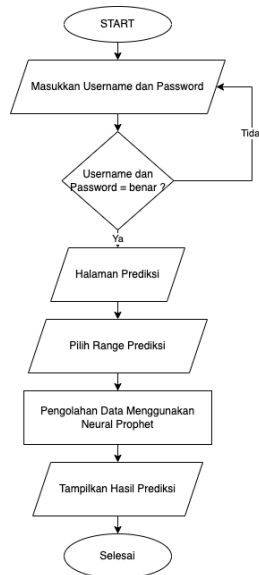 START
Masukkan Username dan Password
Username dan
Password = benar ?
Tida
Ya
Halaman Prediksi
Pilih Range Prediksi
Pengolahan Data Menggunakan
Neural Prophet
Tampilkan Hasil Prediksi
Selesai